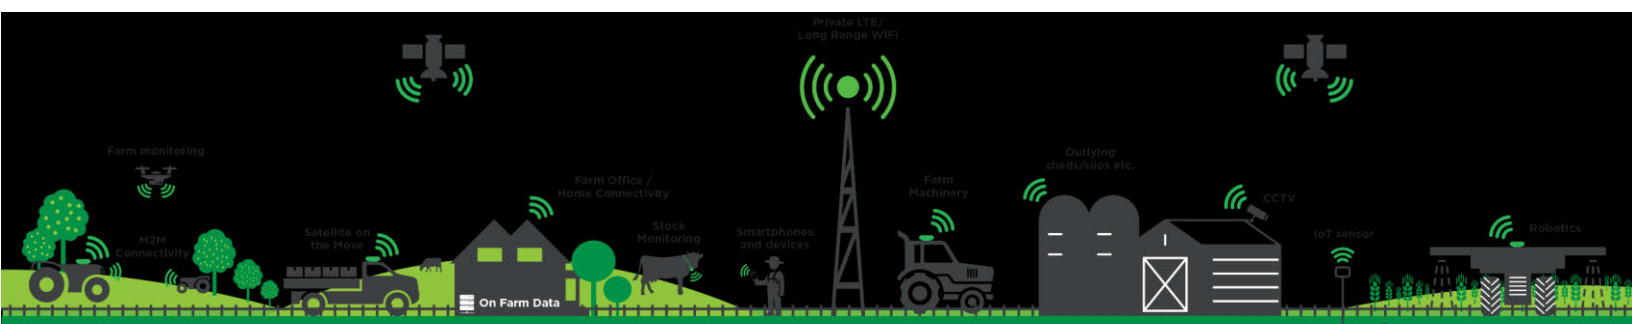 Private LTE/
Long Range WIFI
Farm monitoring
Outlying
sheds/silos etc.
Farm Office /
Home Connectivity
Farm
Machinery
CCTV
Stock
Monitoring
Smartphones
and devices
Satellite on
the Move
M2M
Connectivity
IoT sensor
Robotics
On Farm Data